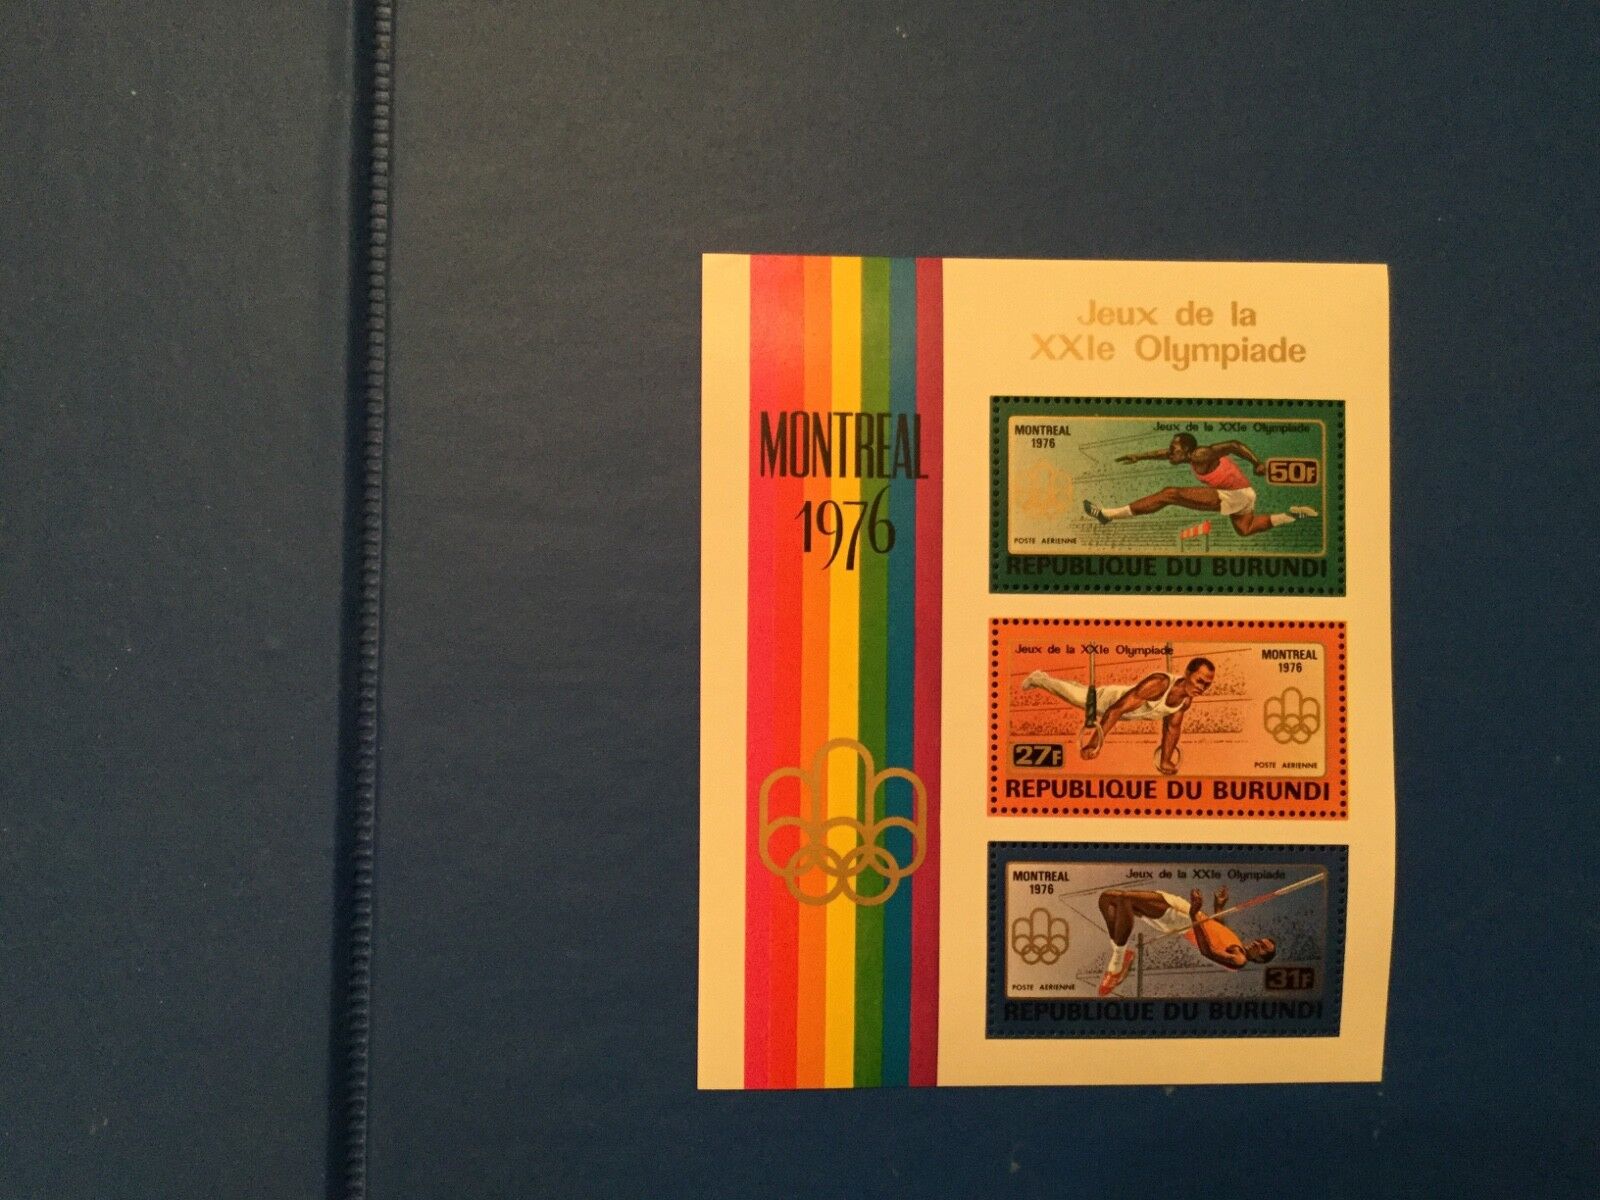 MONTREAL
1976
Jeux de la
XXIe Olympiade
MONTREAL
1976
Jeux de la XXIe Olympiade
50F
POSTE AERIENNE
REPUBLIQUE DU BURUNDI
Jeux de la XXIe Olympiade
MONTREAL
1976
27F
POSTE AERIENNE
REPUBLIQUE DU BURUNDI
MONTREAL
1976
Jeux de la XXIe Olympiade
POSTE AERIENNE
31F
REPUBLIQUE DU BURUNDI